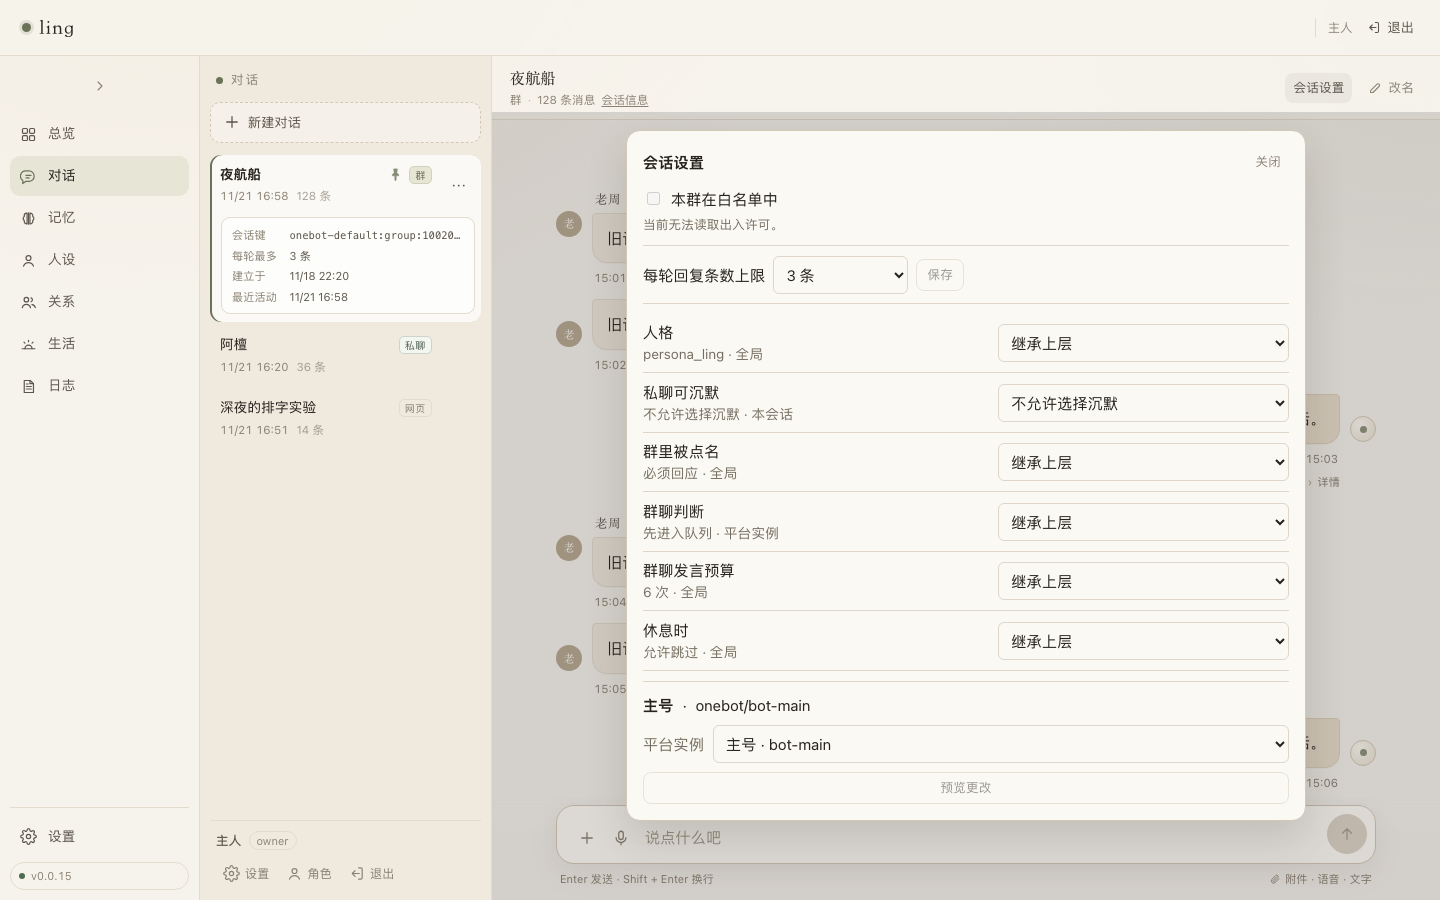 ling
主人 退出
总览
对话
记忆
人设
关系
生活
日志
设置
v0.0.15
对话
新建对话
夜航船 群 ...
11/21 16:58 128 条
会话键 onebot-default:group:10020…
每轮最多 3 条
建立于 11/18 22:20
最近活动 11/21 16:58
阿檀 私聊
11/21 16:20 36 条
深夜的排字实验 网页
11/21 16:51 14 条
主人 owner
设置 角色 退出
夜航船
群 · 128 条消息 会话信息
会话设置 改名
老周
老
15:01
老
15:02
15:03
› 详情
老周
老
15:04
老
15:05
15:06
会话设置 关闭
本群在白名单中
当前无法读取出入许可。
每轮回复条数上限 3 条 保存
人格
persona_ling · 全局
继承上层
私聊可沉默
不允许选择沉默 · 本会话
不允许选择沉默
群里被点名
必须回应 · 全局
继承上层
群聊判断
先进入队列 · 平台实例
继承上层
群聊发言预算
6 次 · 全局
继承上层
休息时
允许跳过 · 全局
继承上层
主号 · onebot/bot-main
平台实例 主号 · bot-main
预览更改
说点什么吧
Enter 发送 · Shift + Enter 换行
附件 · 语音 · 文字